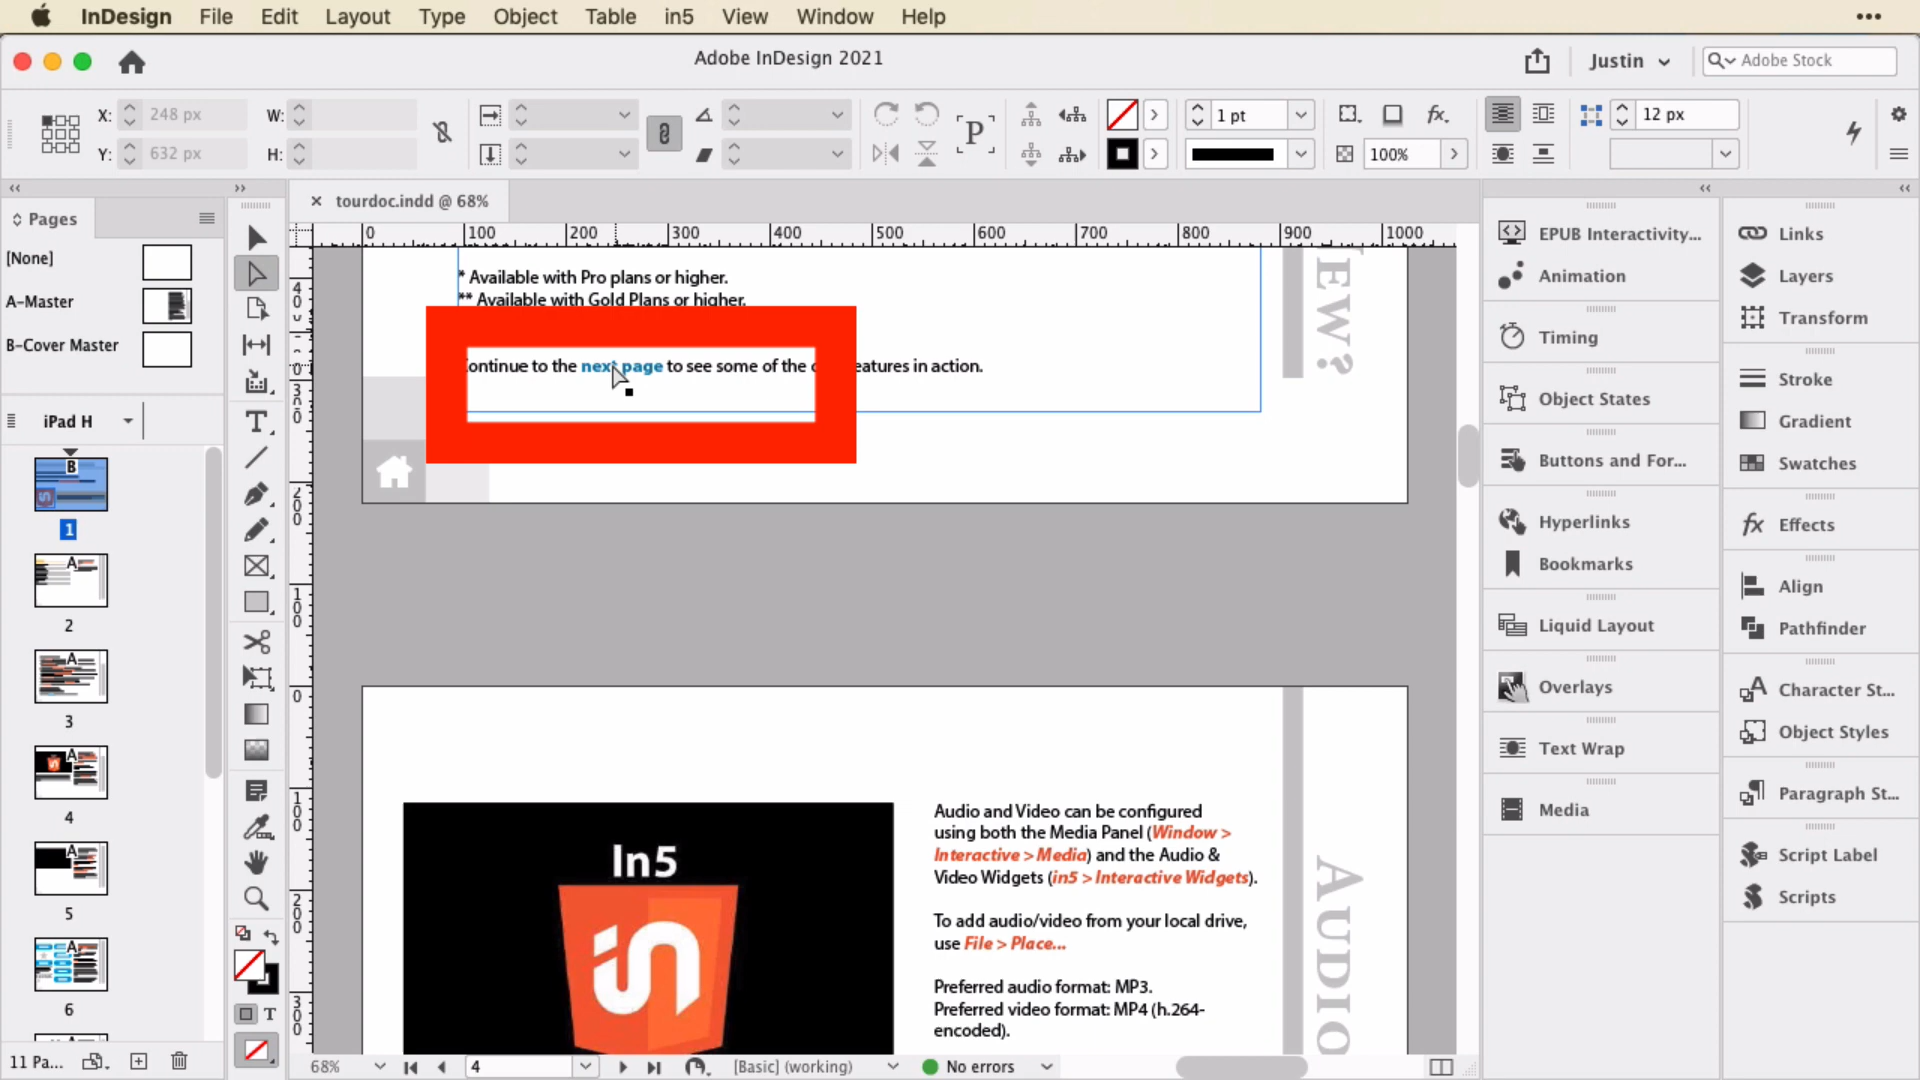 InDesign File Edit Layout Type Object Table in5 View Window Help
Adobe InDesign 2021
Justin
Adobe Stock
X: 248 px
W:
1 pt
12 px
Y: 632 px
H:
P
fx.
100%
tourdoc.indd @ 68%
Pages
[None]
A-Master
B-Cover Master
iPad H
B
1
A
2
A
3
A
4
A
5
A
6
11 Pa...
0 100 200 300 400 500 600 700 800 900 1000
* Available with Pro plans or higher.
** Available with Gold Plans or higher.
ontinue to the next page to see some of the eatures in action.
EW?
In5
Audio and Video can be configured
using both the Media Panel (Window >
Interactive > Media) and the Audio &
Video Widgets (in5 > Interactive Widgets).
To add audio/video from your local drive,
use File > Place...
Preferred audio format: MP3.
Preferred video format: MP4 (h.264-
encoded).
AUDIO
68%
4
[Basic] (working)
No errors
EPUB Interactivity...
Animation
Timing
Object States
Buttons and For...
Hyperlinks
Bookmarks
Liquid Layout
Overlays
Text Wrap
Media
Links
Layers
Transform
Stroke
Gradient
Swatches
fx Effects
Align
Pathfinder
Character St...
Object Styles
Paragraph St...
Script Label
Scripts